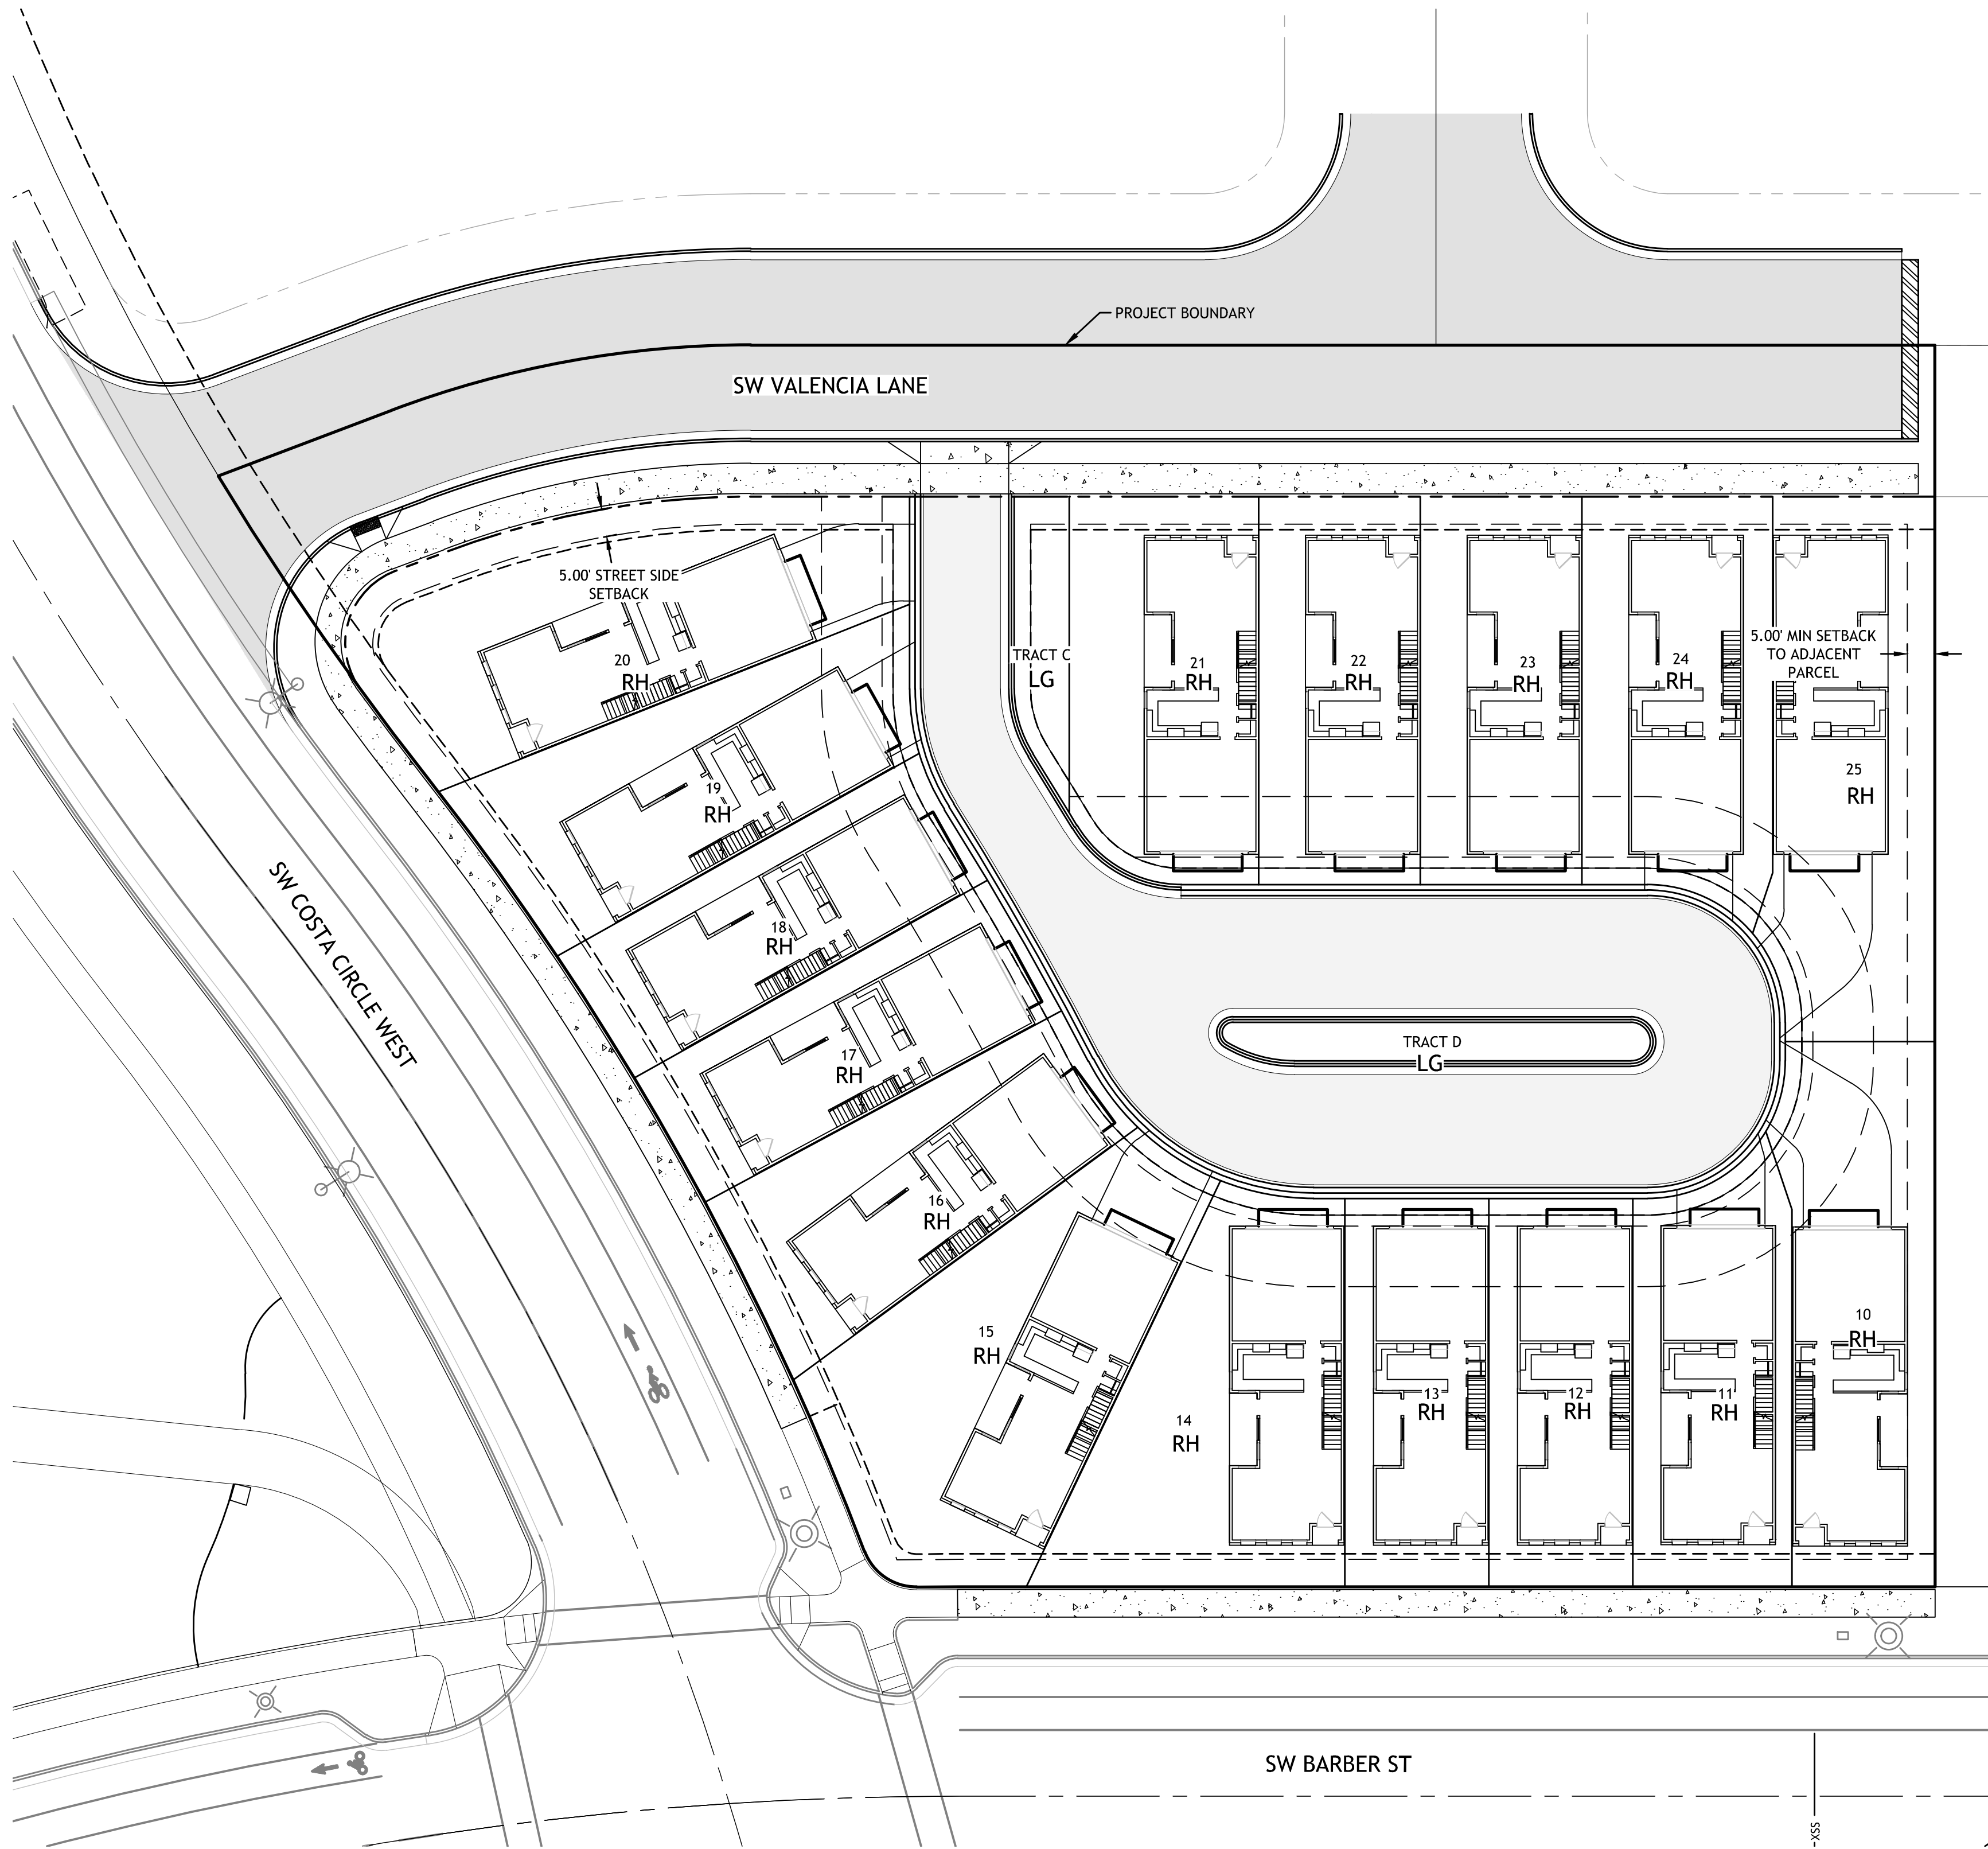 PROJECT BOUNDARY
SW VALENCIA LANE
5.00' STREET SIDE
SETBACK
20
RH
TRACT C
LG
21
RH
22
RH
23
RH
24
RH
5.00' MIN SETBACK
TO ADJACENT
PARCEL
25
RH
19
RH
18
RH
17
RH
16
RH
15
RH
14
RH
13
RH
12
RH
11
RH
10
RH
TRACT D
LG
SW COSTA CIRCLE WEST
SW BARBER ST
XSS